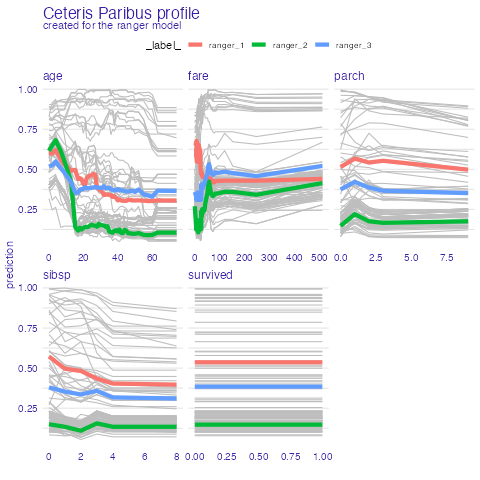 Ceteris Paribus profile
created for the ranger model
_label_ ranger_1 ranger_2 ranger_3
age fare parch
1.00
0.75
0.50
0.25
0 20 40 60 0 100 200 300 400 500 0.0 2.5 5.0 7.5
prediction
sibsp survived
1.00
0.75
0.50
0.25
0 2 4 6 8 0.00 0.25 0.50 0.75 1.00